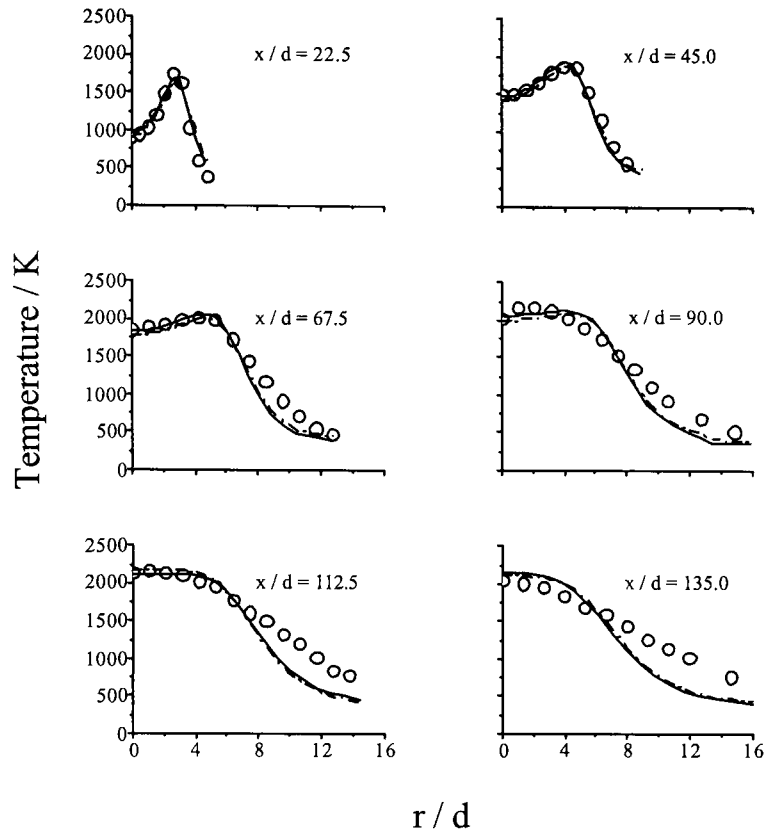 2500
2000
1500
1000
500
0
x / d = 22.5
x / d = 45.0
Temperature / K
2500
2000
1500
1000
500
0
x / d = 67.5
x / d = 90.0
2500
2000
1500
1000
500
0
x / d = 112.5
x / d = 135.0
0 4 8 12 16
0 4 8 12 16
r / d